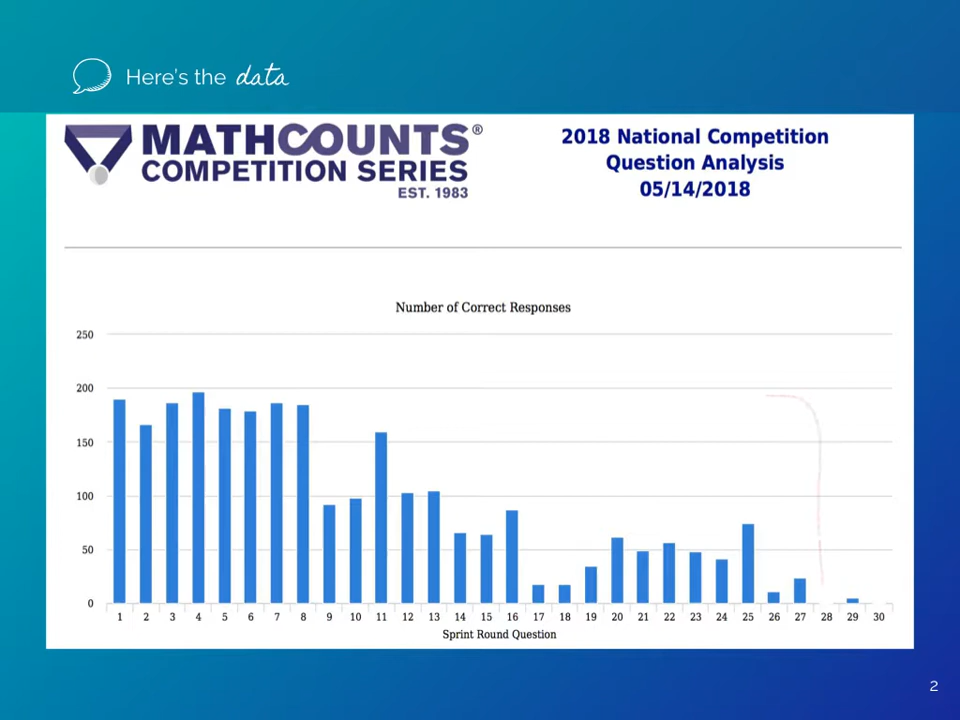 Here's the data
MATHCOUNTS®
COMPETITION SERIES
EST. 1983
2018 National Competition
Question Analysis
05/14/2018
Number of Correct Responses
250
200
150
100
50
0
1 2 3 4 5 6 7 8 9 10 11 12 13 14 15 16 17 18 19 20 21 22 23 24 25 26 27 28 29 30
Sprint Round Question
2